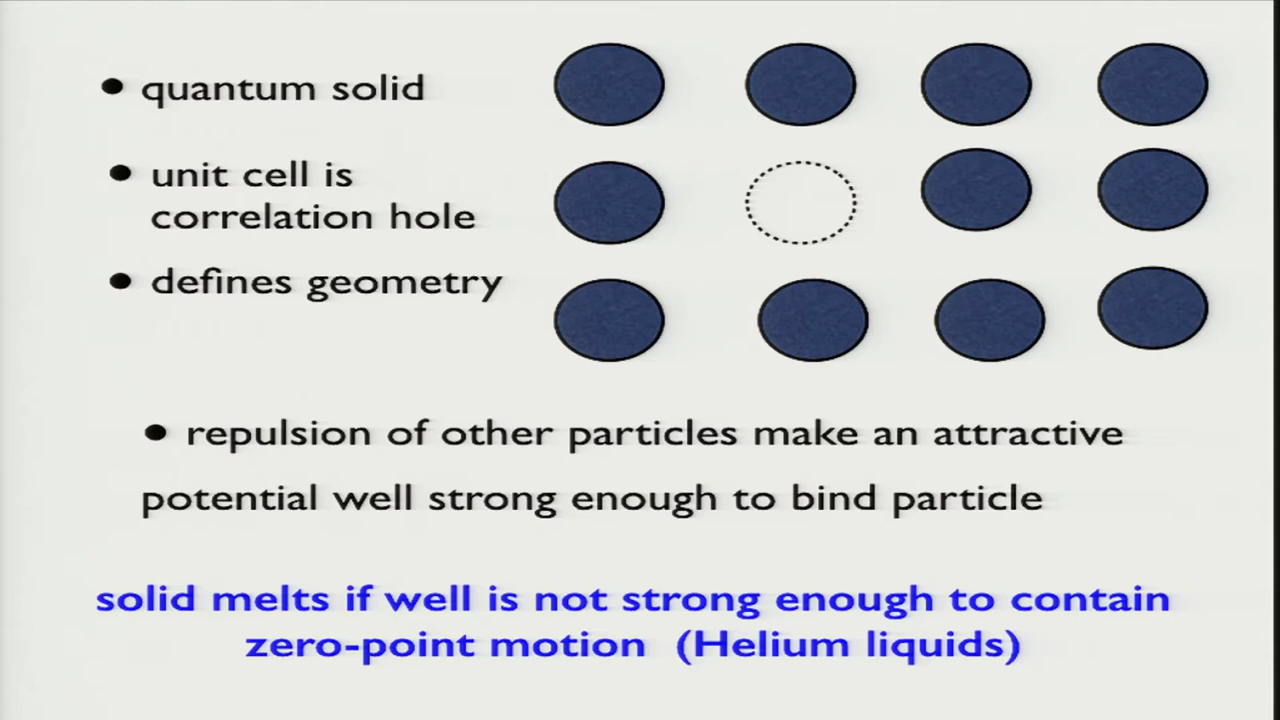 • quantum solid
• unit cell is
correlation hole
• defines geometry
• repulsion of other particles make an attractive
potential well strong enough to bind particle
solid melts if well is not strong enough to contain
zero-point motion (Helium liquids)